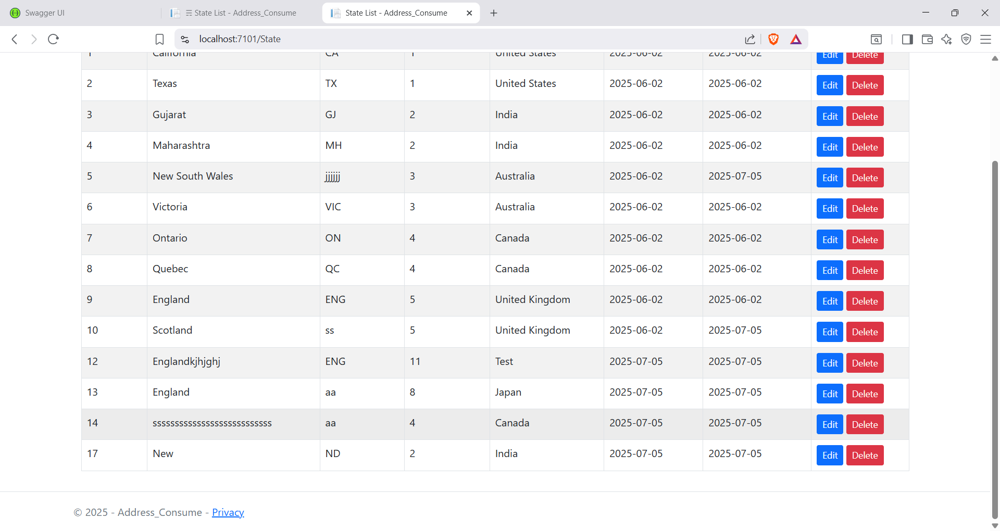 Swagger UI
☴ State List - Address_Consume
State List - Address_Consume
localhost:7101/State
1 California CA 1 United States 2025-06-02 2025-06-02 Edit Delete
2 Texas TX 1 United States 2025-06-02 2025-06-02 Edit Delete
3 Gujarat GJ 2 India 2025-06-02 2025-06-02 Edit Delete
4 Maharashtra MH 2 India 2025-06-02 2025-06-02 Edit Delete
5 New South Wales jjjjjj 3 Australia 2025-06-02 2025-07-05 Edit Delete
6 Victoria VIC 3 Australia 2025-06-02 2025-06-02 Edit Delete
7 Ontario ON 4 Canada 2025-06-02 2025-06-02 Edit Delete
8 Quebec QC 4 Canada 2025-06-02 2025-06-02 Edit Delete
9 England ENG 5 United Kingdom 2025-06-02 2025-06-02 Edit Delete
10 Scotland ss 5 United Kingdom 2025-06-02 2025-07-05 Edit Delete
12 Englandkjhjghj ENG 11 Test 2025-07-05 2025-07-05 Edit Delete
13 England aa 8 Japan 2025-07-05 2025-07-05 Edit Delete
14 sssssssssssssssssssssssssss aa 4 Canada 2025-07-05 2025-07-05 Edit Delete
17 New ND 2 India 2025-07-05 2025-07-05 Edit Delete
© 2025 - Address_Consume - Privacy